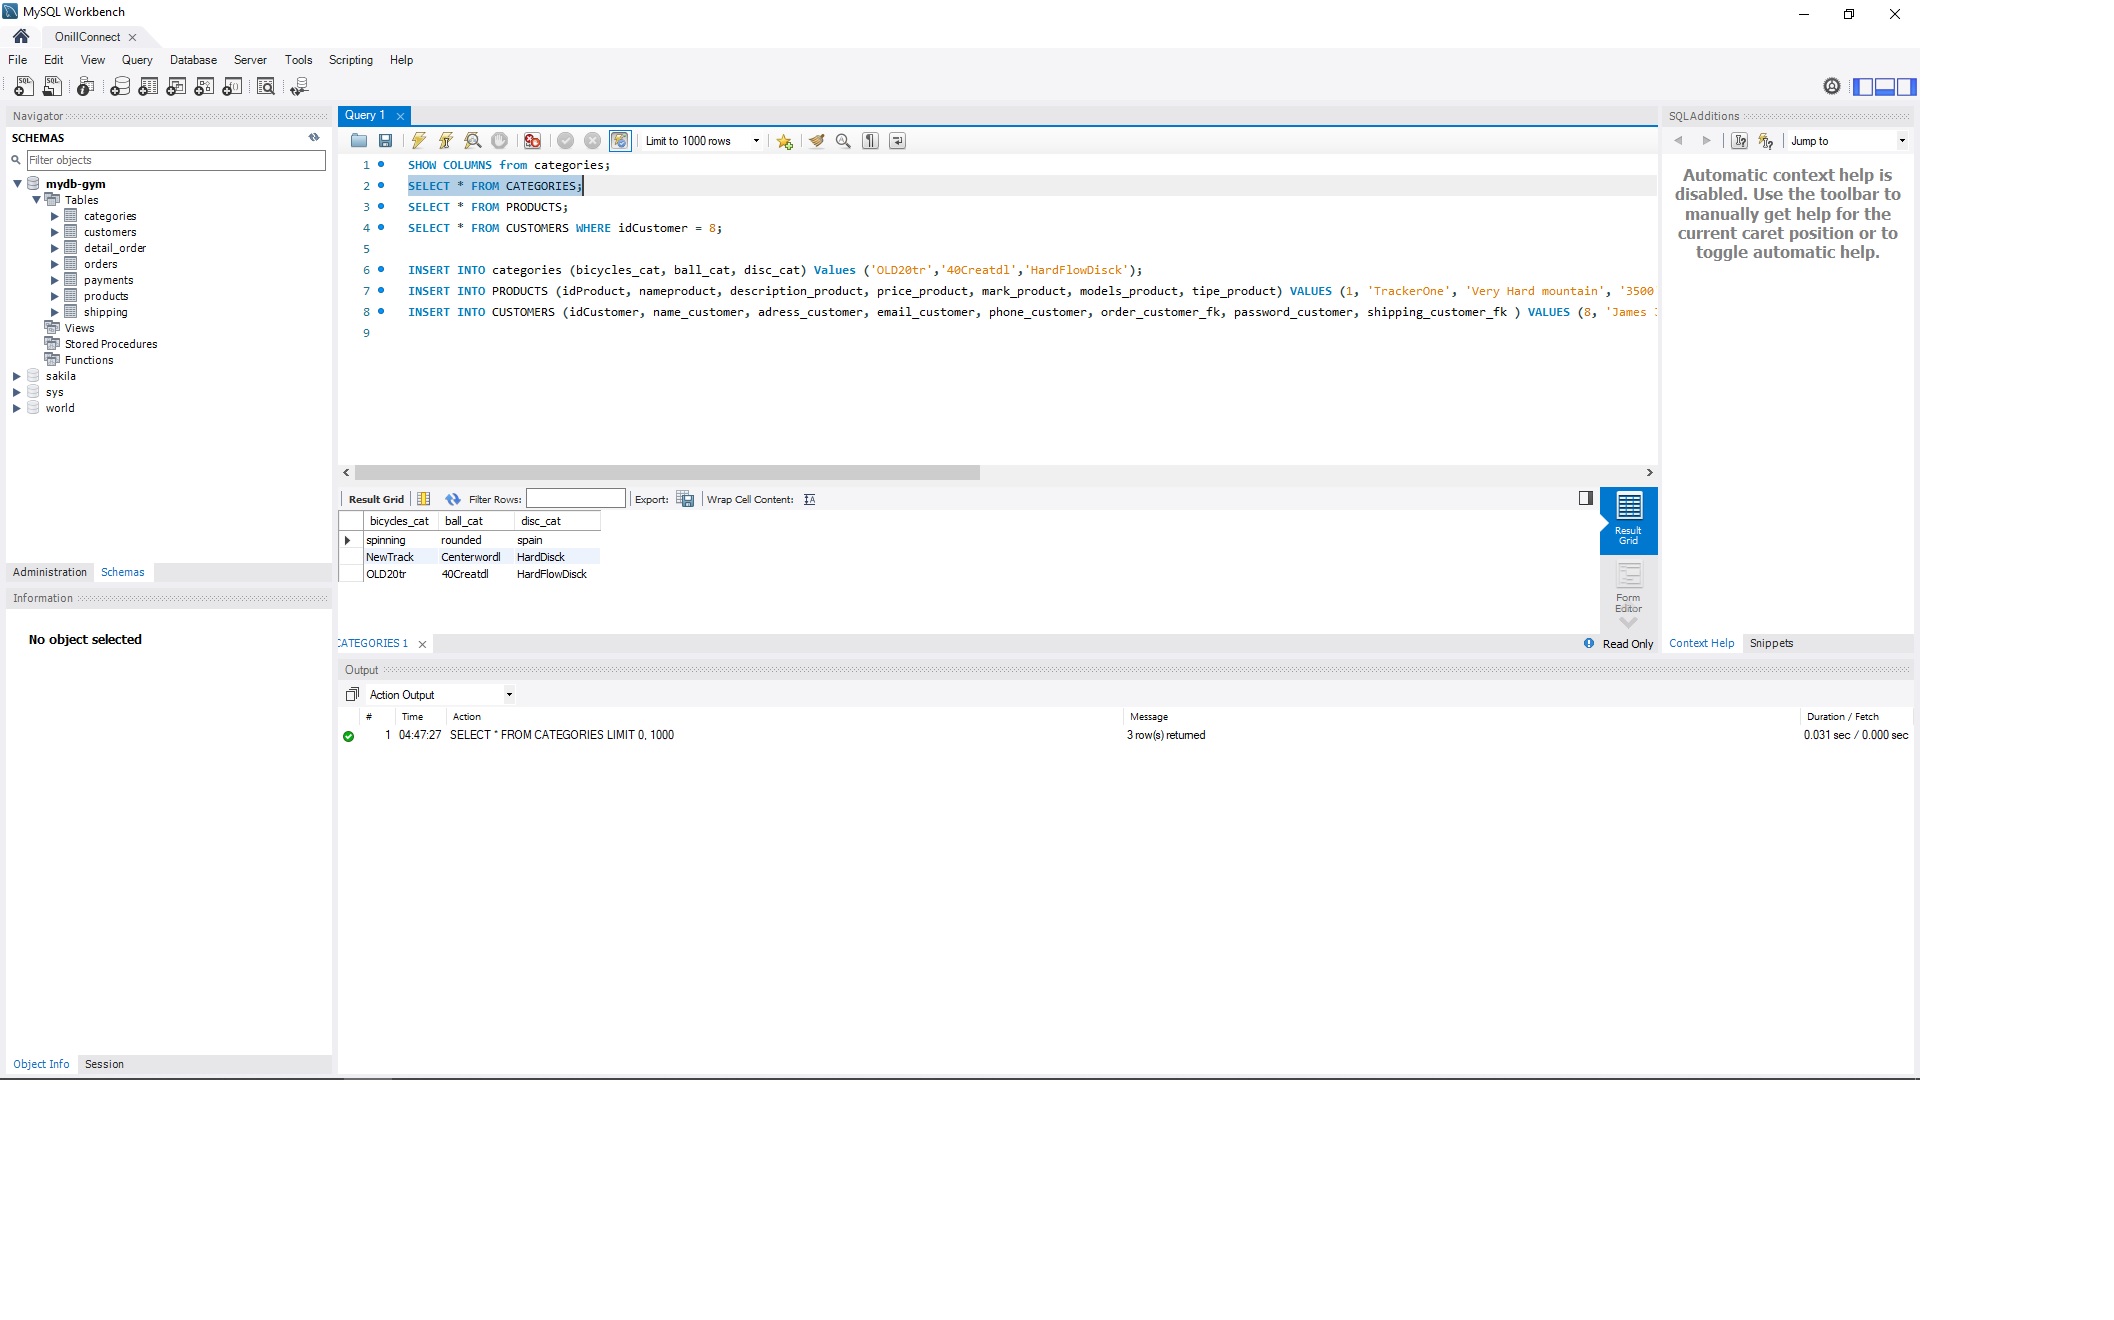 MySQL Workbench
OnillConnect
File Edit View Query Database Server Tools Scripting Help
Navigator
SCHEMAS
Filter objects
mydb-gym
Tables
categories
customers
detail_order
orders
payments
products
shipping
Views
Stored Procedures
Functions
sakila
sys
world
Administration Schemas
Information
No object selected
Object Info Session
Query 1
Limit to 1000 rows
1 SHOW COLUMNS from categories;
2 SELECT * FROM CATEGORIES;
3 SELECT * FROM PRODUCTS;
4 SELECT * FROM CUSTOMERS WHERE idCustomer = 8;
5
6 INSERT INTO categories (bicycles_cat, ball_cat, disc_cat) Values ('OLD20tr','40Creatdl','HardFlowDisck');
7 INSERT INTO PRODUCTS (idProduct, nameproduct, description_product, price_product, mark_product, models_product, tipe_product) VALUES (1, 'TrackerOne', 'Very Hard mountain', '3500
8 INSERT INTO CUSTOMERS (idCustomer, name_customer, adress_customer, email_customer, phone_customer, order_customer_fk, password_customer, shipping_customer_fk ) VALUES (8, 'James
9
Result Grid Filter Rows: Export: Wrap Cell Content:
bicycles_cat ball_cat disc_cat
spinning rounded spain
NewTrack Centerwordl HardDisck
OLD20tr 40Creatdl HardFlowDisck
Result
Grid
Form
Editor
CATEGORIES 1
Read Only
Output
Action Output
# Time Action Message Duration / Fetch
1 04:47:27 SELECT * FROM CATEGORIES LIMIT 0, 1000 3 row(s) returned 0.031 sec / 0.000 sec
SQLAdditions
Jump to
Automatic context help is
disabled. Use the toolbar to
manually get help for the
current caret position or to
toggle automatic help.
Context Help Snippets